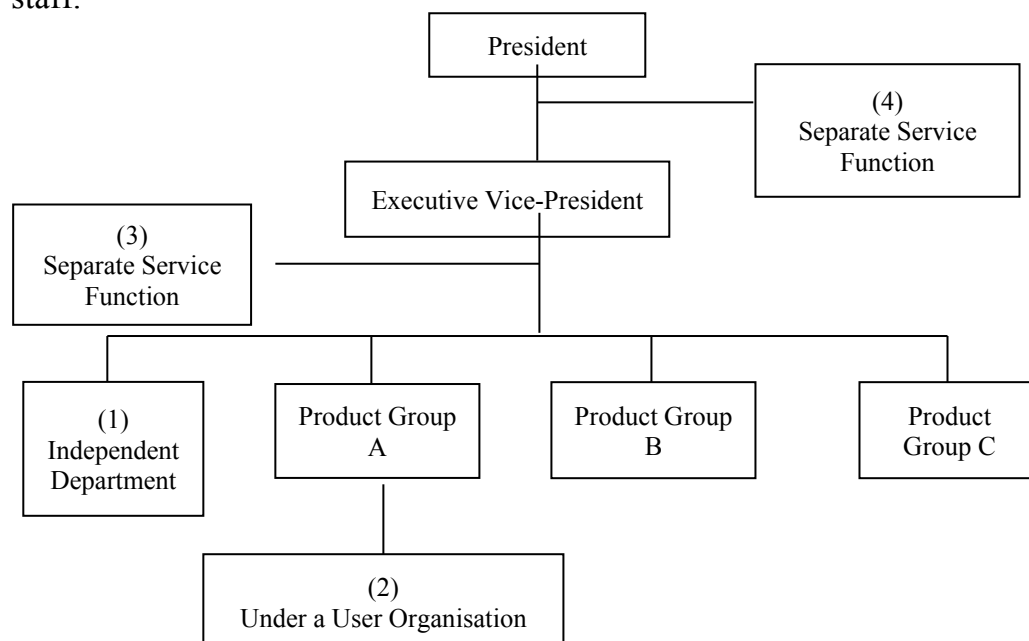 staff.
President
(4)
Separate Service
Function
Executive Vice-President
(3)
Separate Service
Function
(1)
Independent
Department
Product Group
A
Product Group
B
Product
Group C
(2)
Under a User Organisation